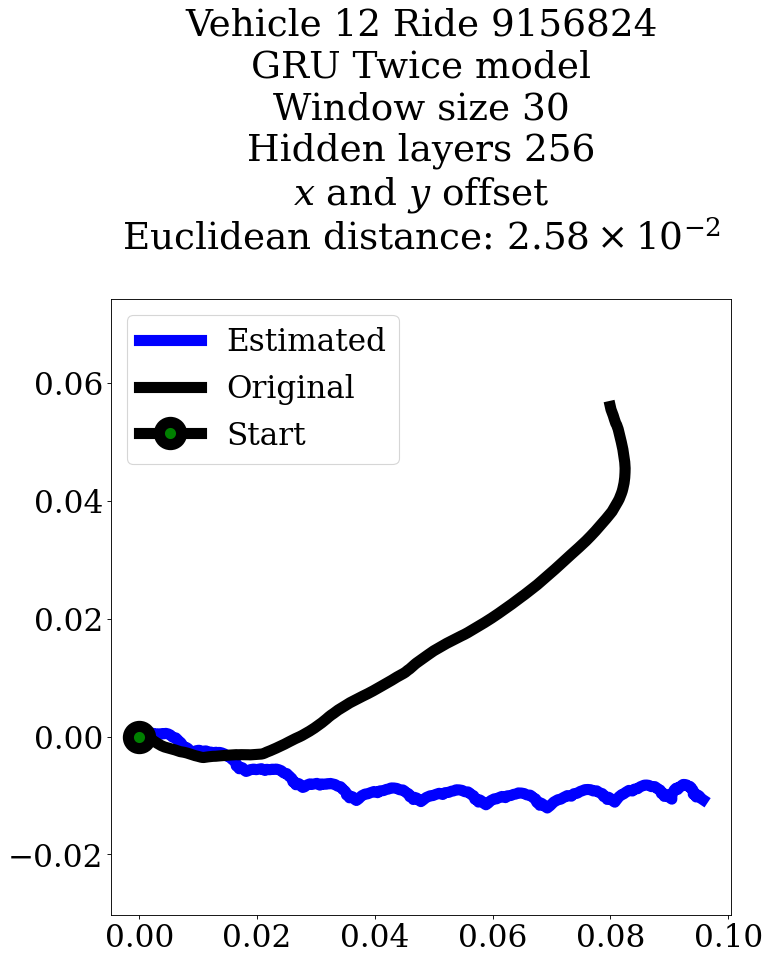 Vehicle 12 Ride 9156824
GRU Twice model
Window size 30
Hidden layers 256
x and y offset
Euclidean distance: 2.58 × 10⁻²
Estimated
Original
Start
0.06
0.04
0.02
0.00
−0.02
0.00 0.02 0.04 0.06 0.08 0.10